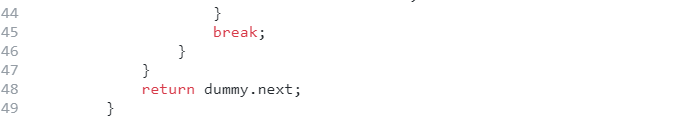 44 }
45 break;
46 }
47 }
48 return dummy.next;
49 }